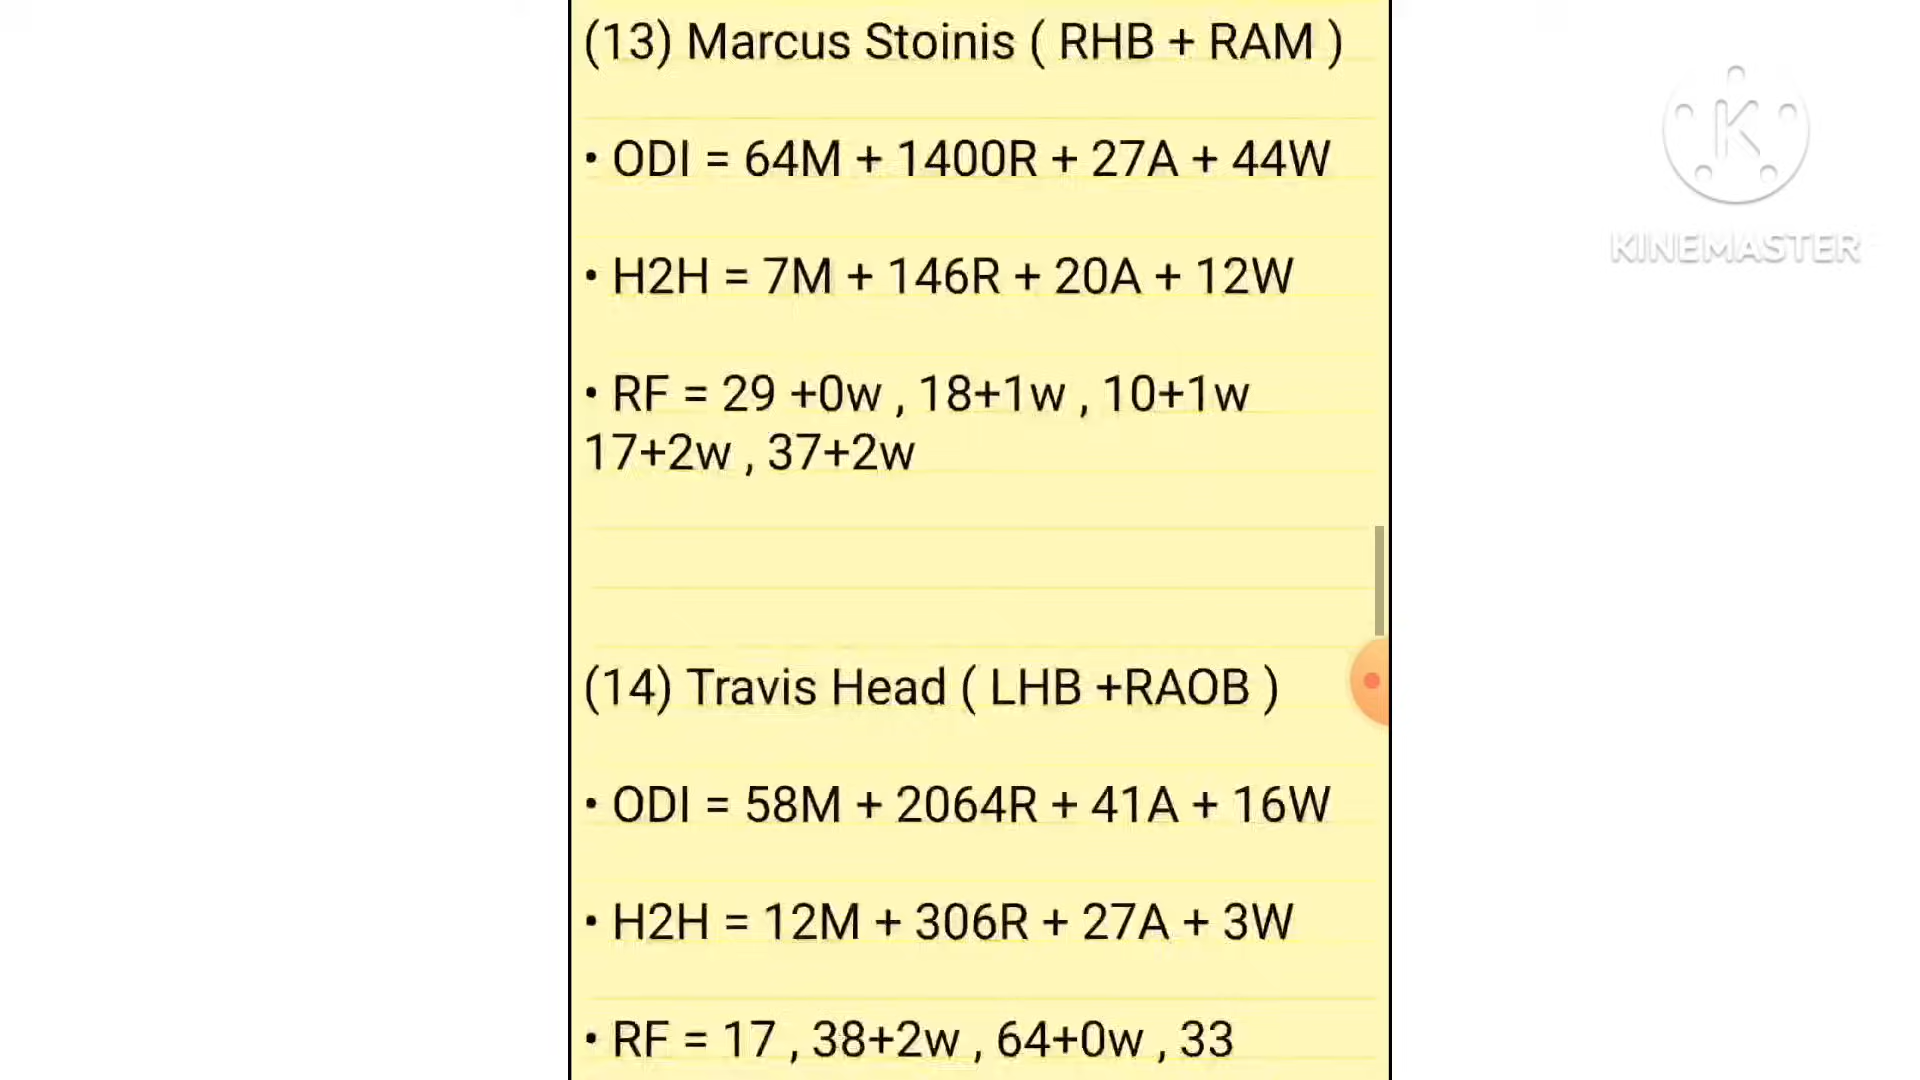 (13) Marcus Stoinis ( RHB + RAM )
• ODI = 64M + 1400R + 27A + 44W
• H2H = 7M + 146R + 20A + 12W
• RF = 29 +0w , 18+1w , 10+1w
17+2w , 37+2w
(14) Travis Head ( LHB +RAOB )
• ODI = 58M + 2064R + 41A + 16W
• H2H = 12M + 306R + 27A + 3W
• RF = 17 , 38+2w , 64+0w , 33
K
KINEMASTER